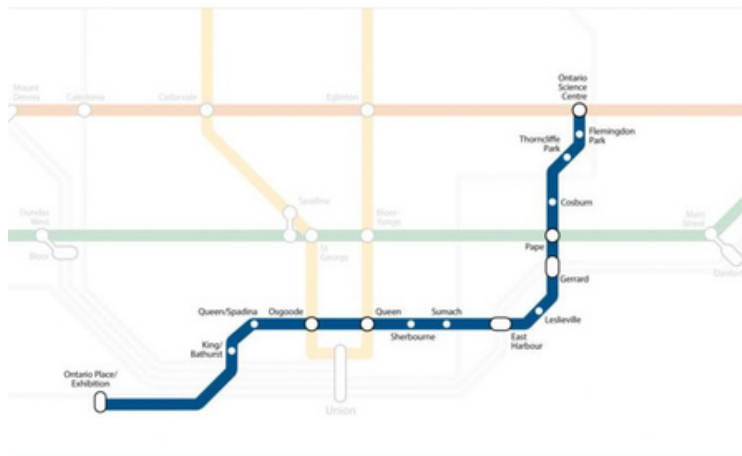 Ontario
Science
Centre
Mount
Dennis
Caledonia
Cedarvale
Eglinton
Flemingdon
Park
Thorncliffe
Park
Cosburn
Dundas
West
Bloor
Spadina
St
George
Bloor-
Yonge
Pape
Main
Street
Danfor
Gerrard
Queen/Spadina
Osgoode
Queen
Sumach
Sherbourne
East
Harbour
Leslieville
King/
Bathurst
Ontario Place/
Exhibition
Union